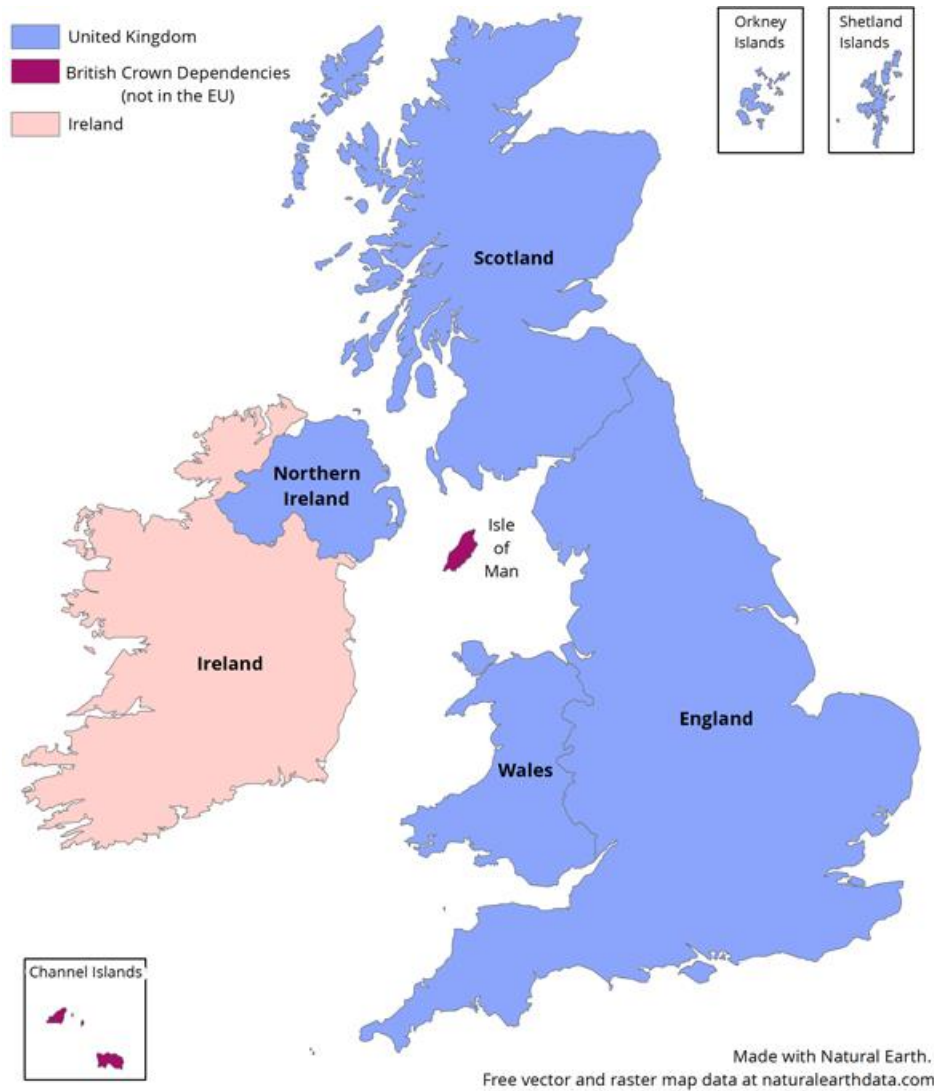 United Kingdom
British Crown Dependencies
(not in the EU)
Ireland
Orkney
Islands
Shetland
Islands
Scotland
Northern
Ireland
Isle
of
Man
Ireland
England
Wales
Channel Islands
Made with Natural Earth.
Free vector and raster map data at naturalearthdata.com